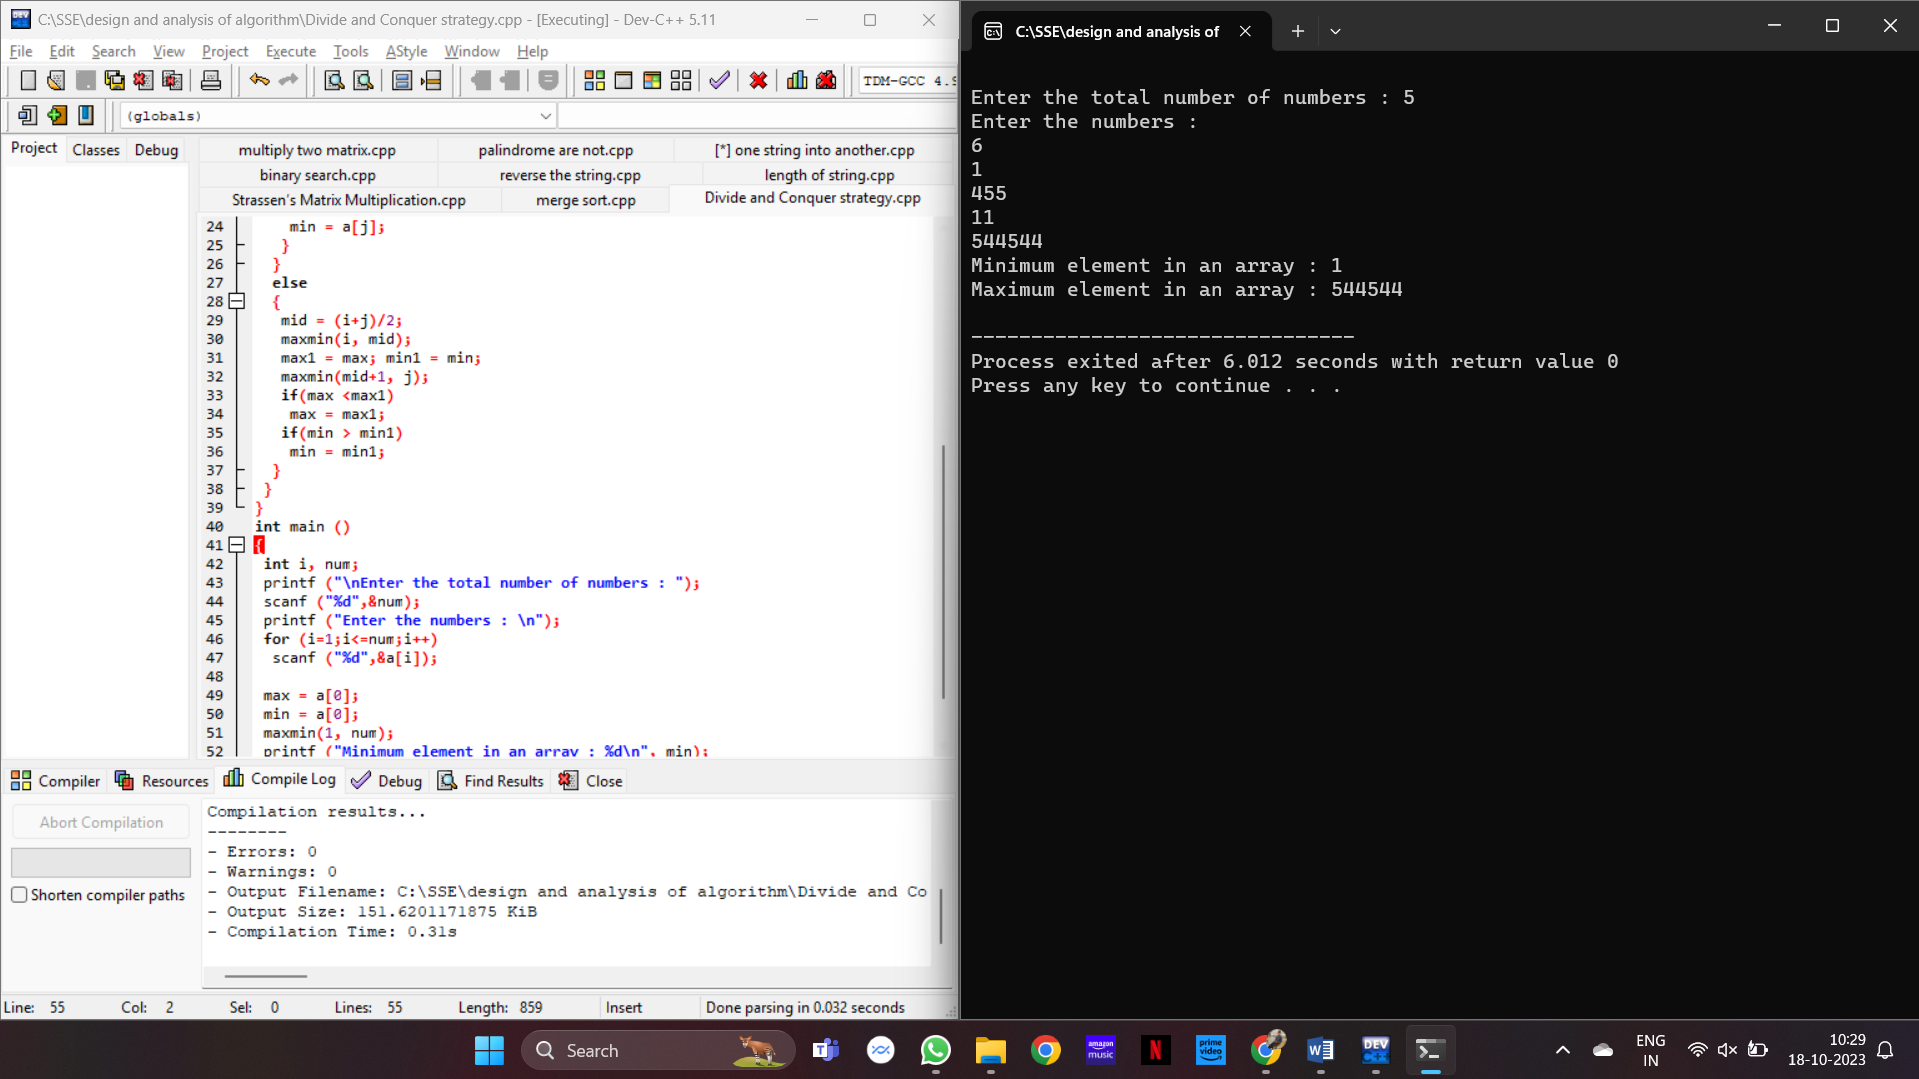 C:\SSE\design and analysis of algorithm\Divide and Conquer strategy.cpp - [Executing] - Dev-C++ 5.11
File Edit Search View Project Execute Tools AStyle Window Help
TDM-GCC 4.9
(globals)
Project Classes Debug
multiply two matrix.cpp palindrome are not.cpp [*] one string into another.cpp
binary search.cpp reverse the string.cpp length of string.cpp
Strassen's Matrix Multiplication.cpp merge sort.cpp Divide and Conquer strategy.cpp
24 min = a[j];
25 }
26 }
27 else
28 {
29 mid = (i+j)/2;
30 maxmin(i, mid);
31 max1 = max; min1 = min;
32 maxmin(mid+1, j);
33 if(max <max1)
34 max = max1;
35 if(min > min1)
36 min = min1;
37 }
38 }
39 }
40 int main ()
41 {
42 int i, num;
43 printf ("\nEnter the total number of numbers : ");
44 scanf ("%d",&num);
45 printf ("Enter the numbers : \n");
46 for (i=1;i<=num;i++)
47 scanf ("%d",&a[i]);
48
49 max = a[0];
50 min = a[0];
51 maxmin(1, num);
52 printf ("Minimum element in an array : %d\n", min);
Compiler Resources Compile Log Debug Find Results Close
Abort Compilation
Shorten compiler paths
Compilation results...
--------
- Errors: 0
- Warnings: 0
- Output Filename: C:\SSE\design and analysis of algorithm\Divide and Co
- Output Size: 151.6201171875 KiB
- Compilation Time: 0.31s
Line: 55 Col: 2 Sel: 0 Lines: 55 Length: 859 Insert Done parsing in 0.032 seconds
C:\SSE\design and analysis of
Enter the total number of numbers : 5
Enter the numbers :
6
1
455
11
544544
Minimum element in an array : 1
Maximum element in an array : 544544
--------------------------------
Process exited after 6.012 seconds with return value 0
Press any key to continue . . .
Search
amazon music
N
prime video
DEV C++
ENG
IN
10:29
18-10-2023